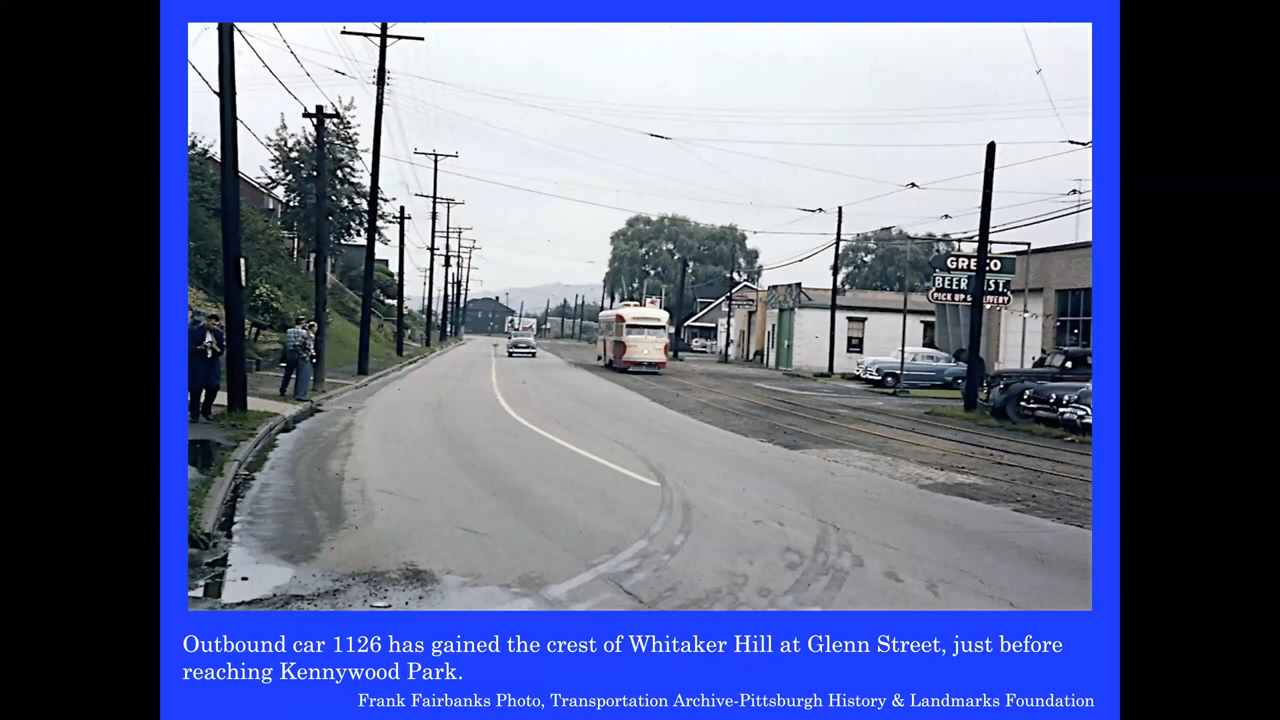 GRECO
BEER DIST.
PICK UP & DELIVERY
Outbound car 1126 has gained the crest of Whitaker Hill at Glenn Street, just before
reaching Kennywood Park.
Frank Fairbanks Photo, Transportation Archive-Pittsburgh History & Landmarks Foundation